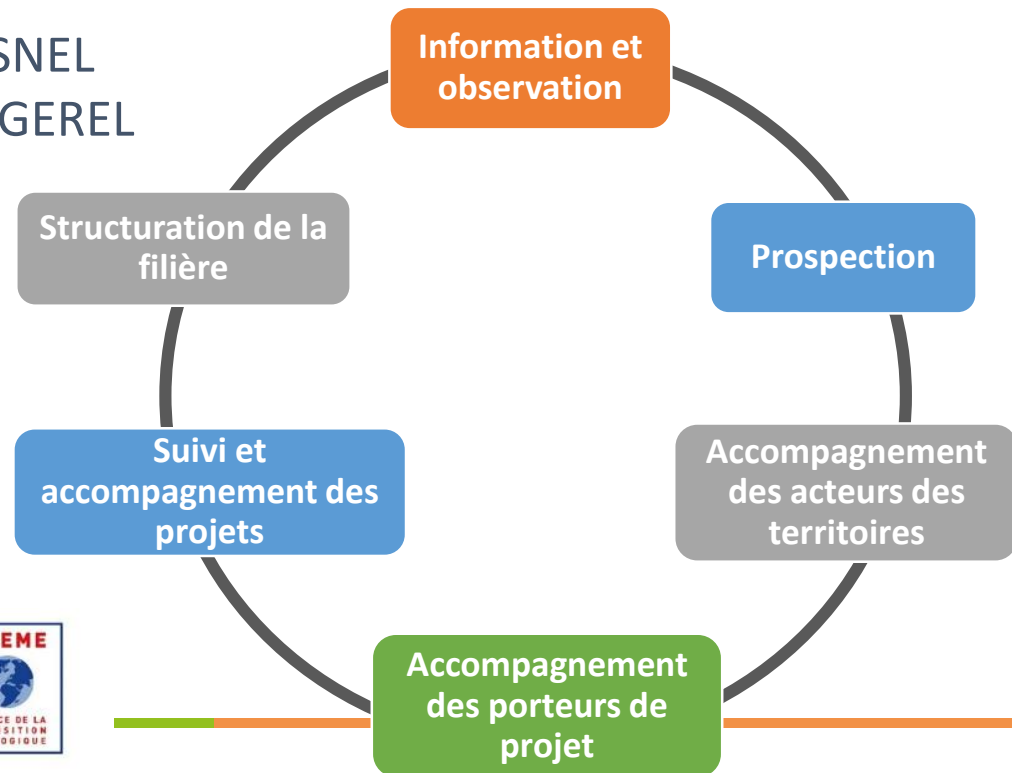 SNEL
GEREL
Information et
observation
Structuration de la
filière
Prospection
Suivi et
accompagnement des
projets
Accompagnement
des acteurs des
territoires
Accompagnement
des porteurs de
projet
EME
CE DE LA
SITION
OGIQUE